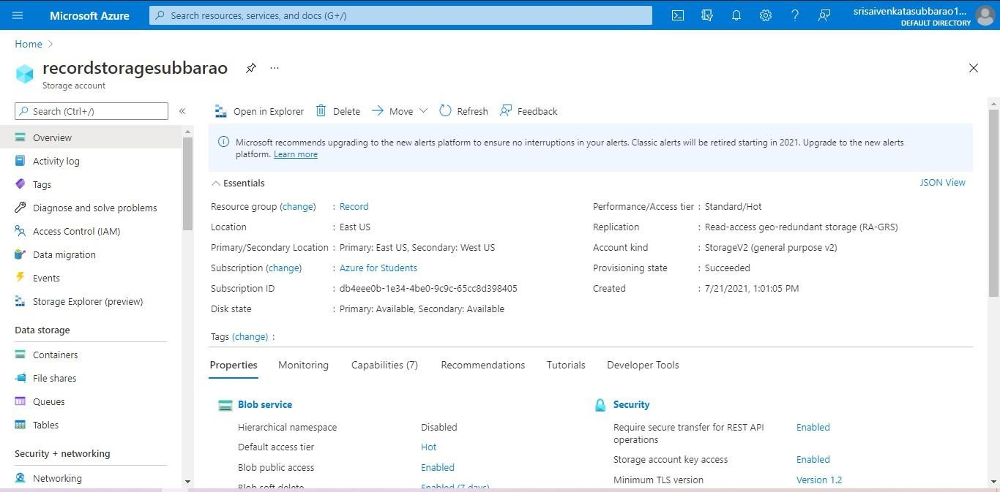 Microsoft Azure
Search resources, services, and docs (G+/)
srisaivenkatasubbarao1...
DEFAULT DIRECTORY
Home
recordstoragesubbarao
...
Storage account
Search (Ctrl+/)
«
Overview
Activity log
Tags
Diagnose and solve problems
Access Control (IAM)
Data migration
Events
Storage Explorer (preview)
Data storage
Containers
File shares
Queues
Tables
Security + networking
Networking
Open in Explorer Delete Move Refresh Feedback
Microsoft recommends upgrading to the new alerts platform to ensure no interruptions in your alerts. Classic alerts will be retired starting in 2021. Upgrade to the new alerts
platform. Learn more
Essentials JSON View
Resource group (change) : Record
Location : East US
Primary/Secondary Location : Primary: East US, Secondary: West US
Subscription (change) : Azure for Students
Subscription ID : db4eee0b-1e34-4be0-9c9c-65cc8d398405
Disk state : Primary: Available, Secondary: Available
Performance/Access tier : Standard/Hot
Replication : Read-access geo-redundant storage (RA-GRS)
Account kind : StorageV2 (general purpose v2)
Provisioning state : Succeeded
Created : 7/21/2021, 1:01:05 PM
Tags (change) :
Properties Monitoring Capabilities (7) Recommendations Tutorials Developer Tools
Blob service
Hierarchical namespace Disabled
Default access tier Hot
Blob public access Enabled
Blob soft delete Enabled (7 days)
Security
Require secure transfer for REST API
operations Enabled
Storage account key access Enabled
Minimum TLS version Version 1.2